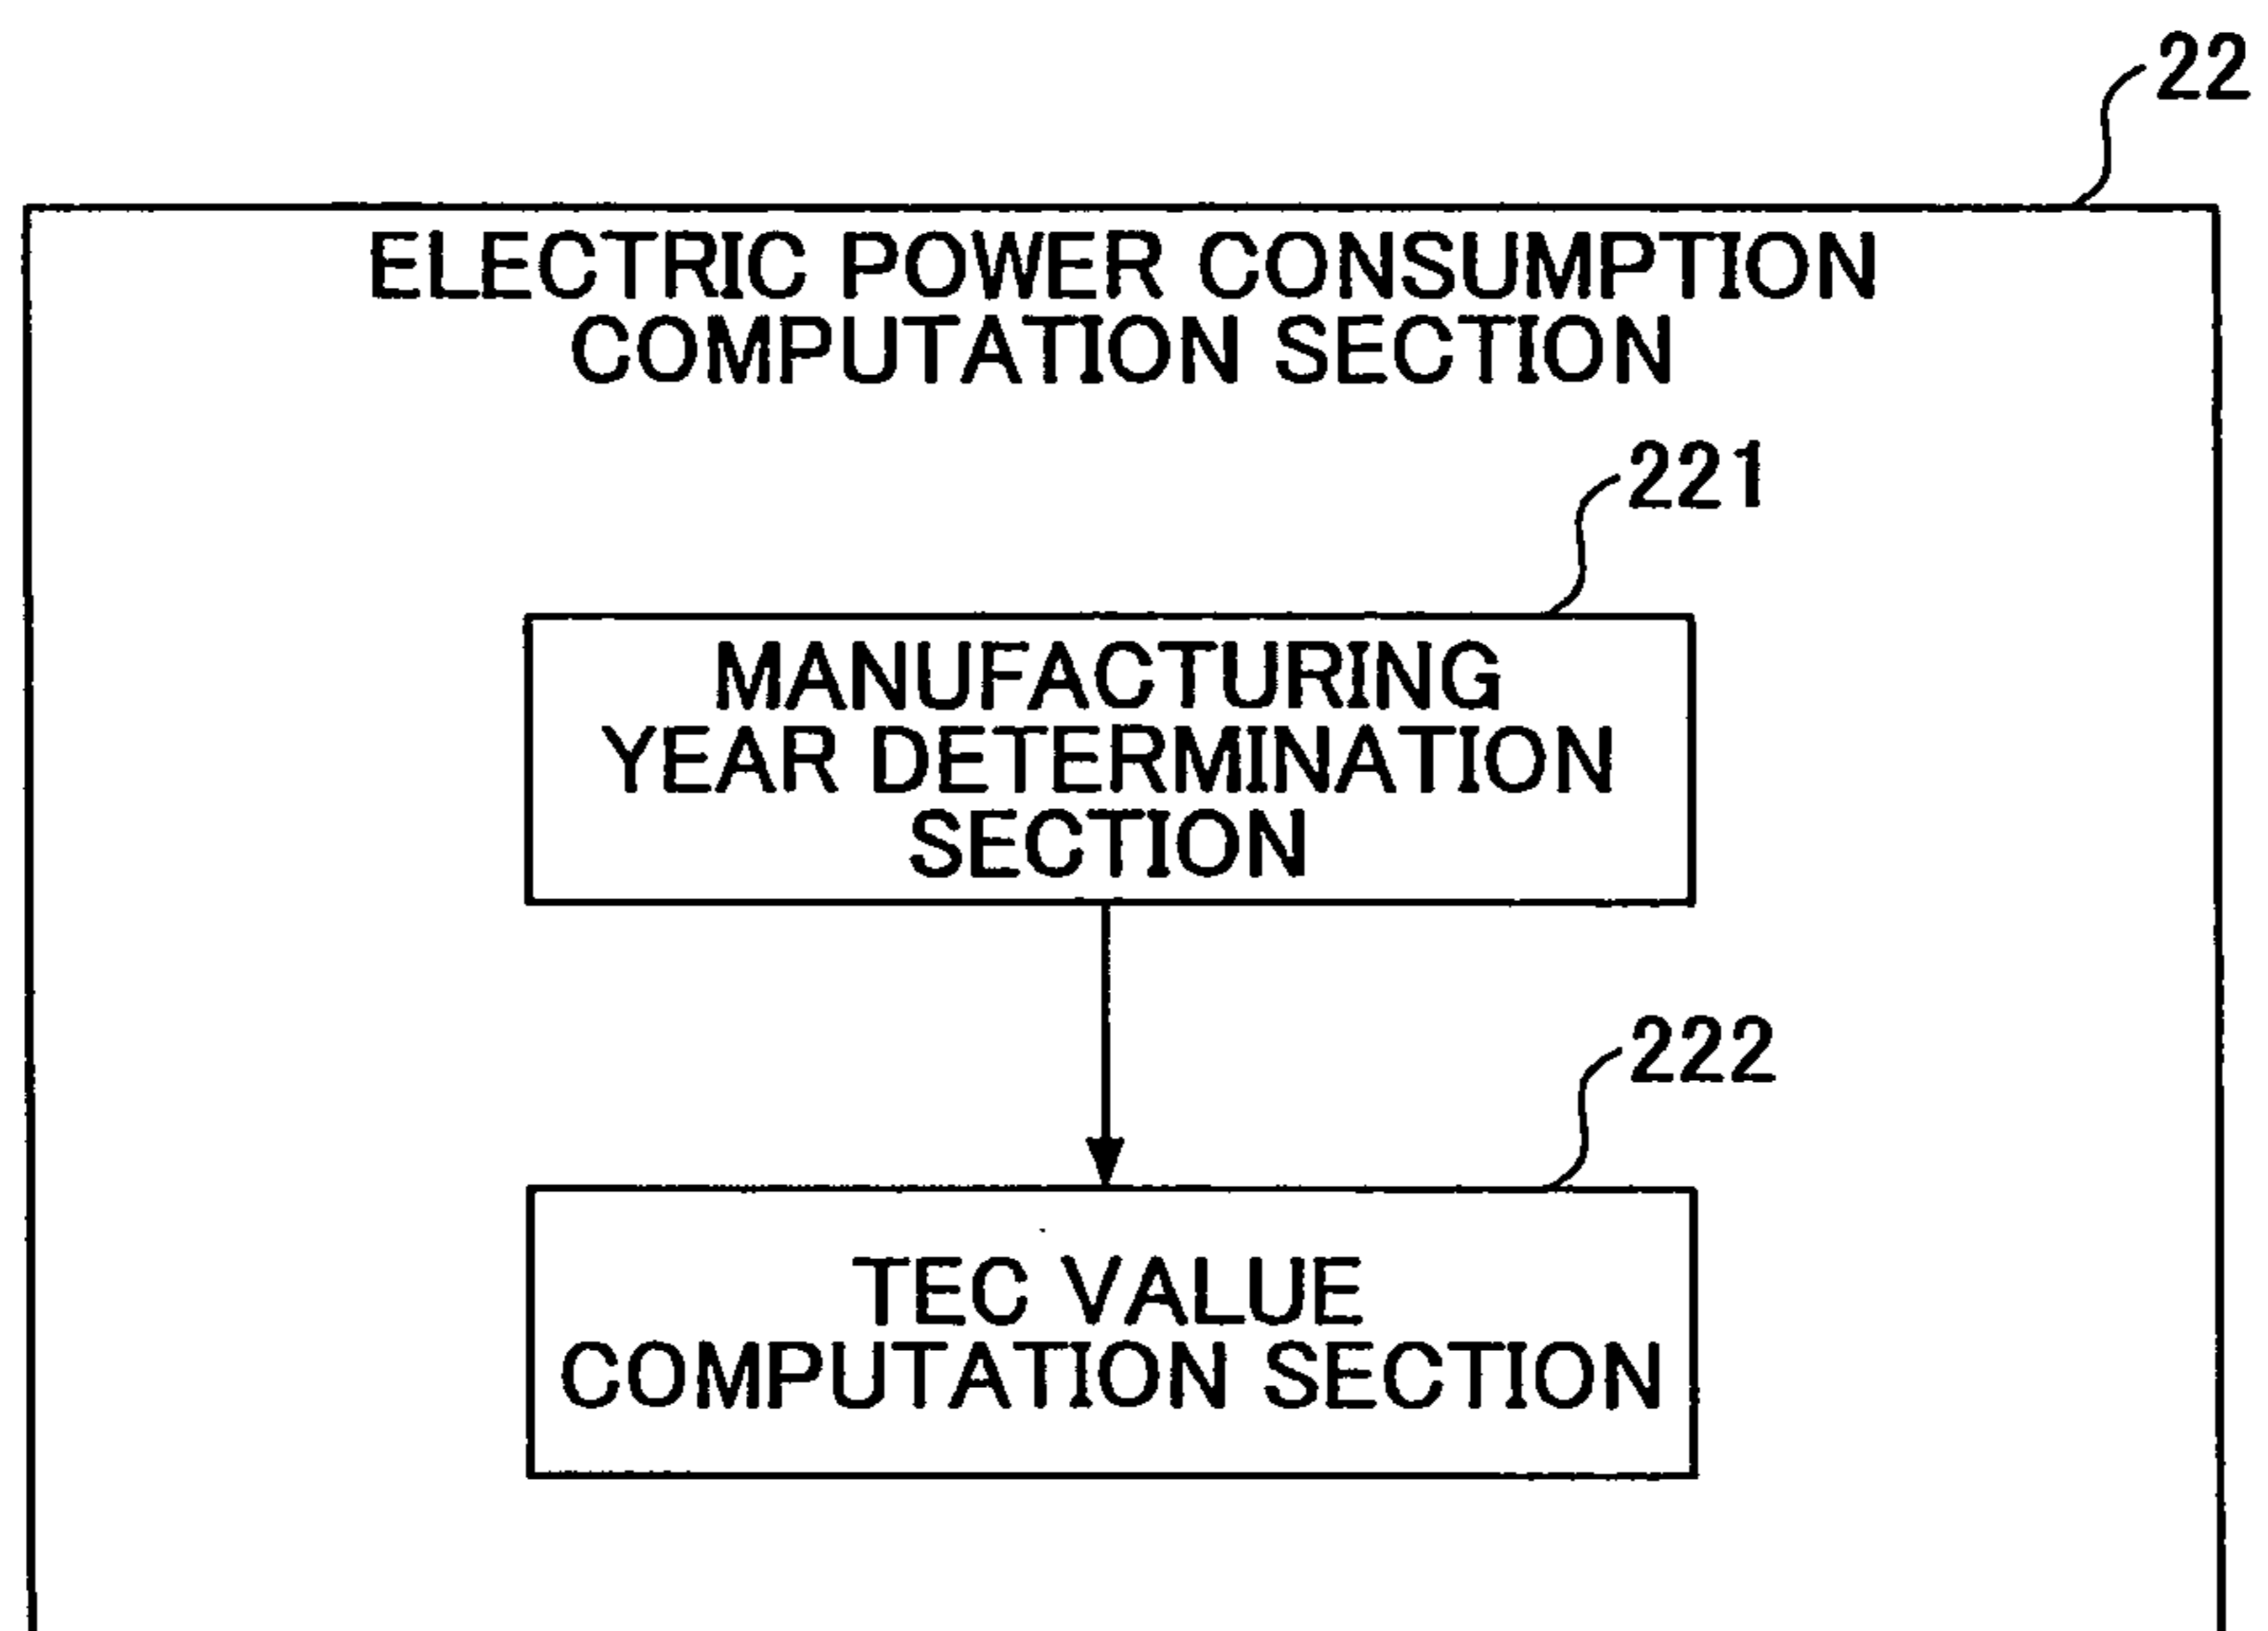 22
ELECTRIC POWER CONSUMPTION
COMPUTATION SECTION
221
MANUFACTURING
YEAR DETERMINATION
SECTION
222
TEC VALUE
COMPUTATION SECTION